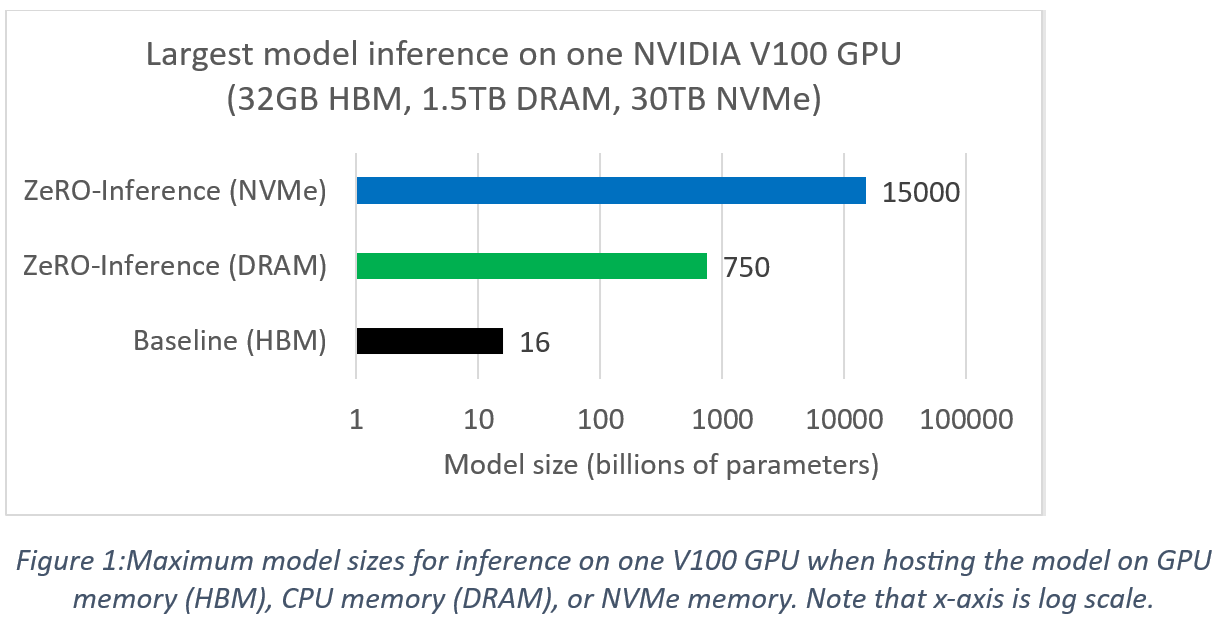 Largest model inference on one NVIDIA V100 GPU
(32GB HBM, 1.5TB DRAM, 30TB NVMe)
ZeRO-Inference (NVMe)
15000
ZeRO-Inference (DRAM)
750
Baseline (HBM)
16
1 10 100 1000 10000 100000
Model size (billions of parameters)
Figure 1:Maximum model sizes for inference on one V100 GPU when hosting the model on GPU
memory (HBM), CPU memory (DRAM), or NVMe memory. Note that x-axis is log scale.